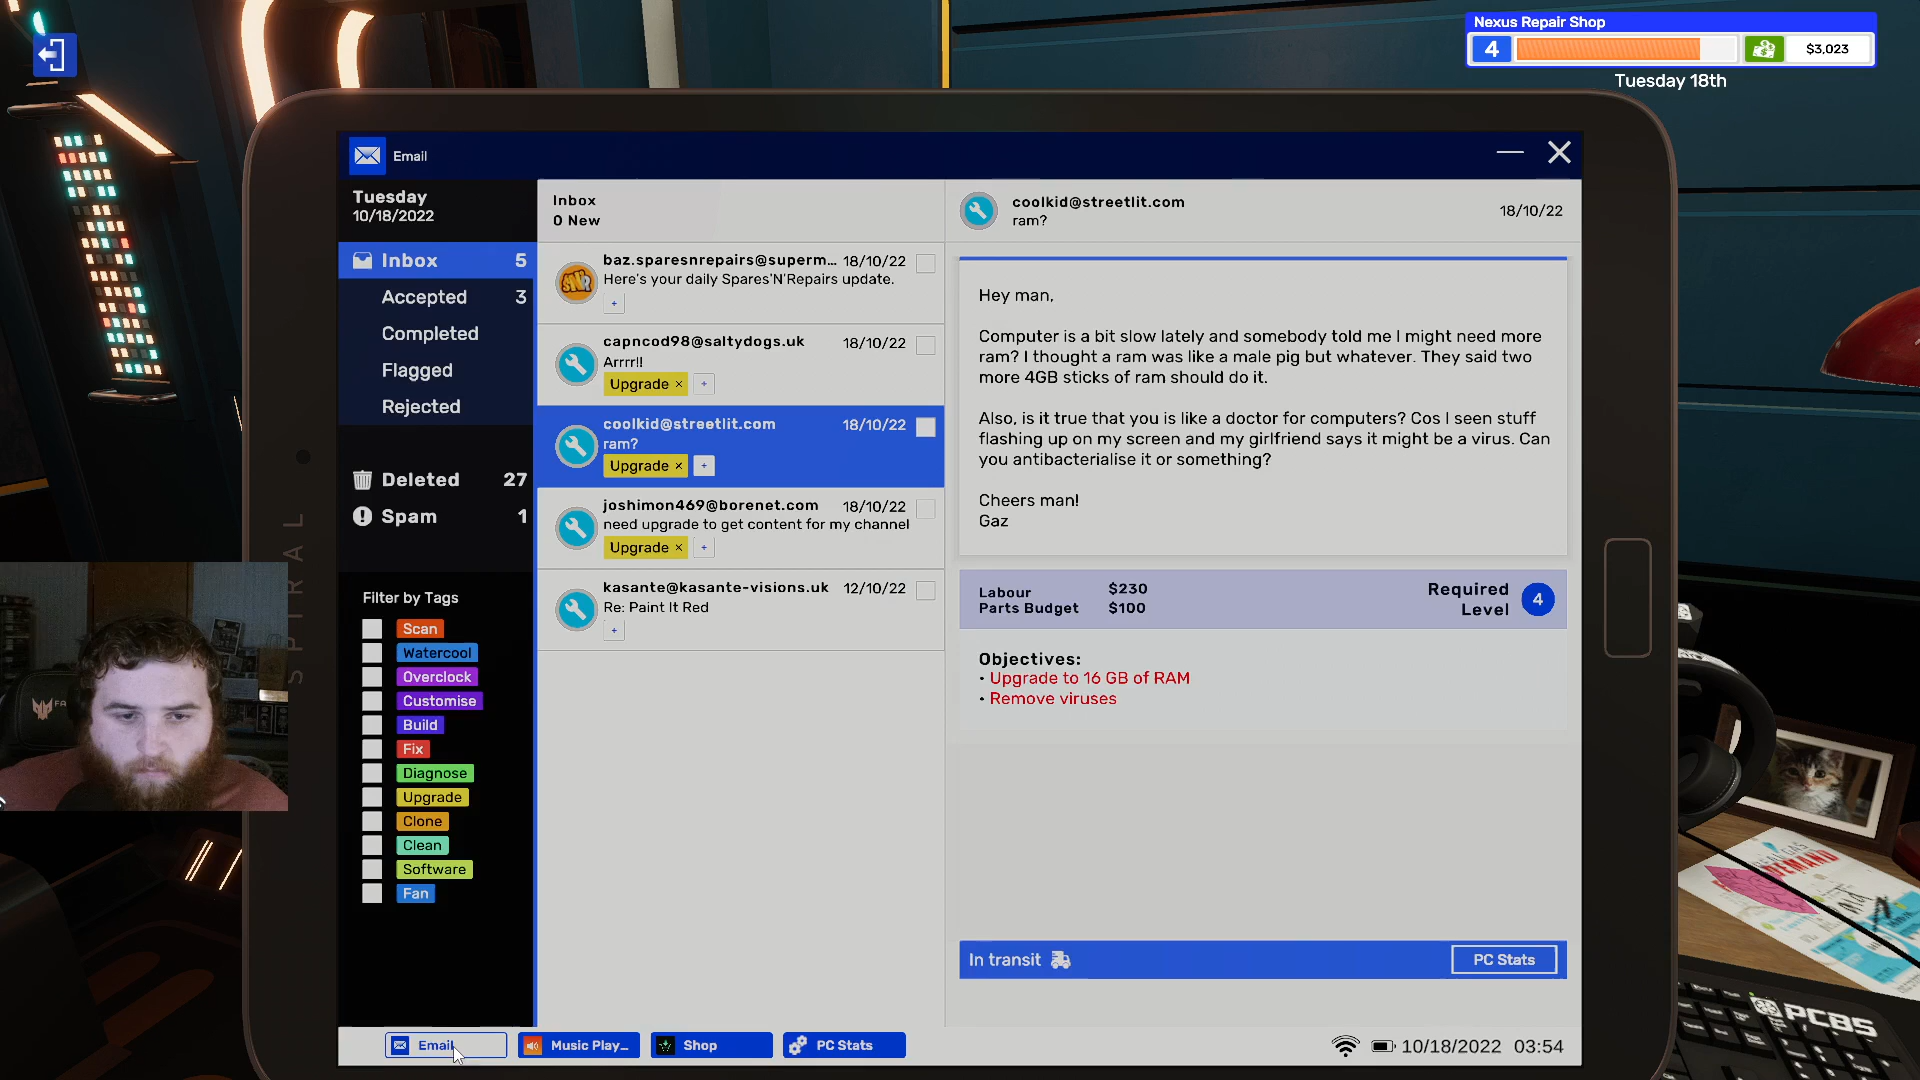 Nexus Repair Shop
4
$3,023
Tuesday 18th
Email
Tuesday
10/18/2022
Inbox 5
Accepted 3
Completed
Flagged
Rejected
Deleted 27
Spam 1
Filter by Tags
Scan
Watercool
Overclock
Customise
Build
Fix
Diagnose
Upgrade
Clone
Clean
Software
Fan
Inbox
0 New
baz.sparesnrepairs@superm... 18/10/22
Here's your daily Spares'N'Repairs update.
+
SNR
capncod98@saltydogs.uk 18/10/22
Arrrr!!
Upgrade × +
coolkid@streetlit.com 18/10/22
ram?
Upgrade × +
joshimon469@borenet.com 18/10/22
need upgrade to get content for my channel
Upgrade × +
kasante@kasante-visions.uk 12/10/22
Re: Paint It Red
+
coolkid@streetlit.com
ram?
18/10/22
Hey man,
Computer is a bit slow lately and somebody told me I might need more
ram? I thought a ram was like a male pig but whatever. They said two
more 4GB sticks of ram should do it.
Also, is it true that you is like a doctor for computers? Cos I seen stuff
flashing up on my screen and my girlfriend says it might be a virus. Can
you antibacterialise it or something?
Cheers man!
Gaz
Labour $230
Parts Budget $100
Required
Level 4
Objectives:
• Upgrade to 16 GB of RAM
• Remove viruses
In transit
PC Stats
Email
Music Play...
Shop
PC Stats
10/18/2022 03:54
SPIRAL
PCBS
DEMAND